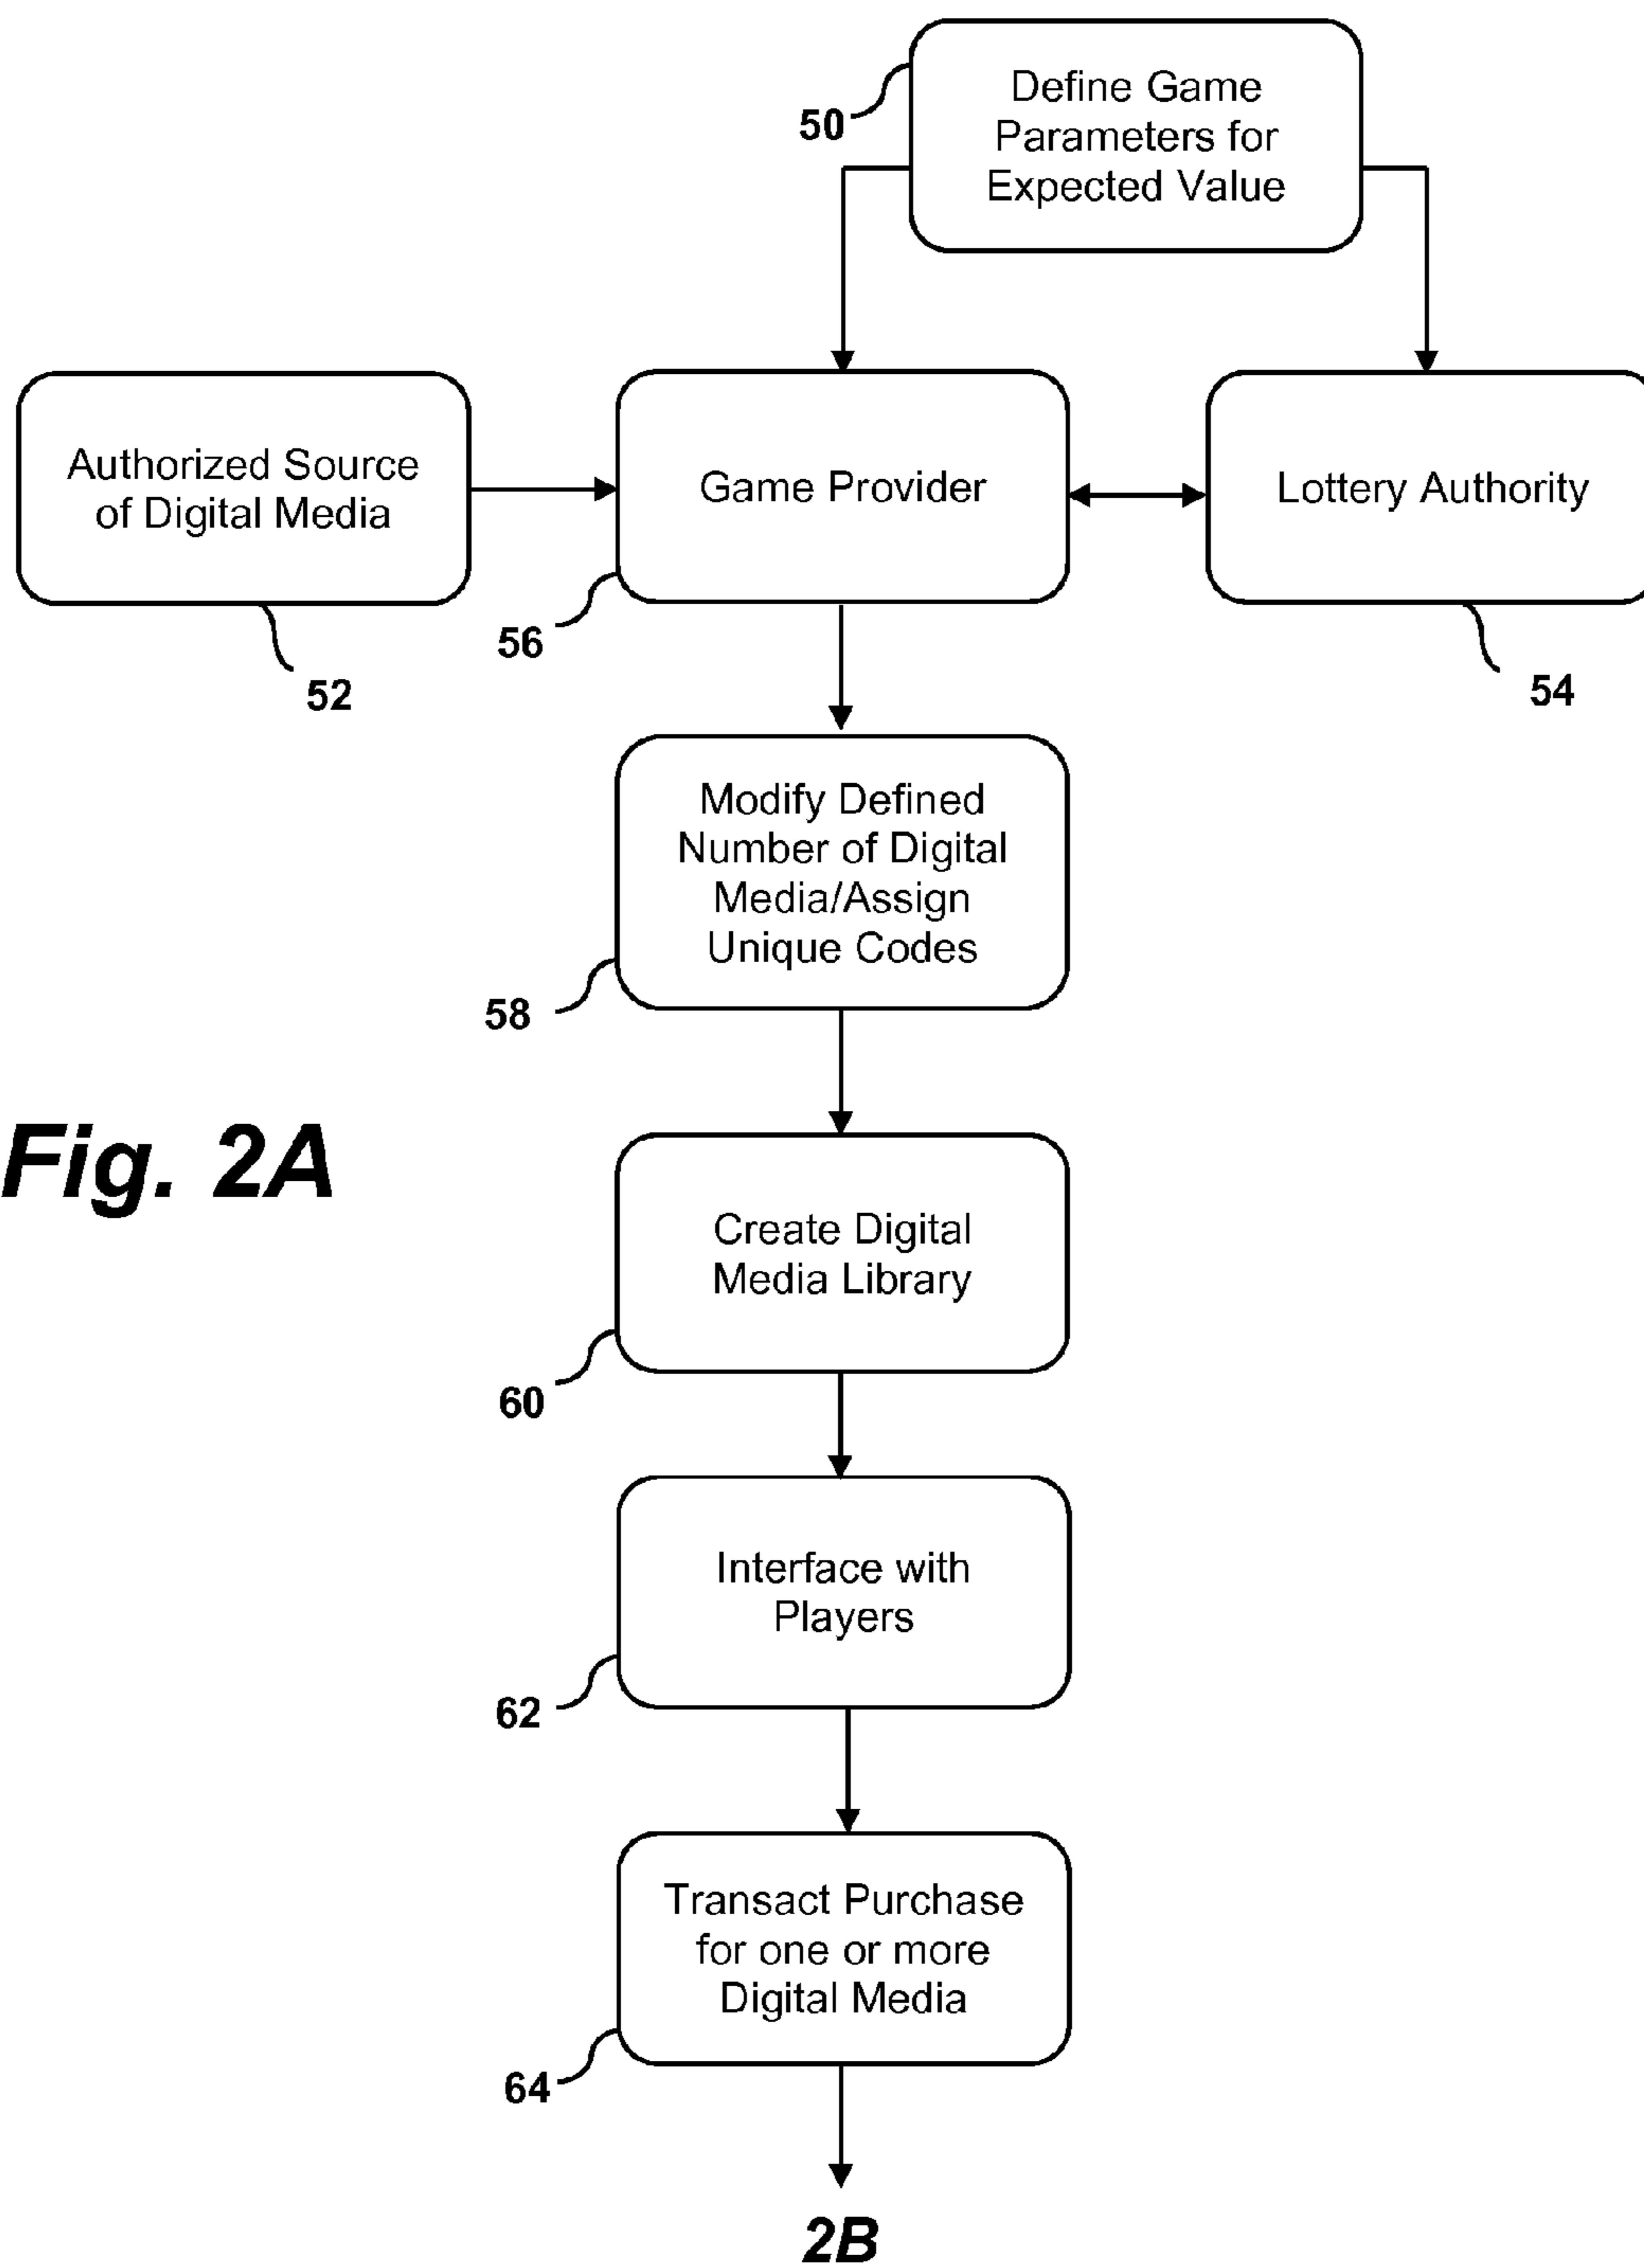 Define Game
Parameters for
Expected Value
50
Authorized Source
of Digital Media
Game Provider
Lottery Authority
56
52
54
Modify Defined
Number of Digital
Media/Assign
Unique Codes
58
Fig. 2A
Create Digital
Media Library
60
Interface with
Players
62
Transact Purchase
for one or more
Digital Media
64
2B